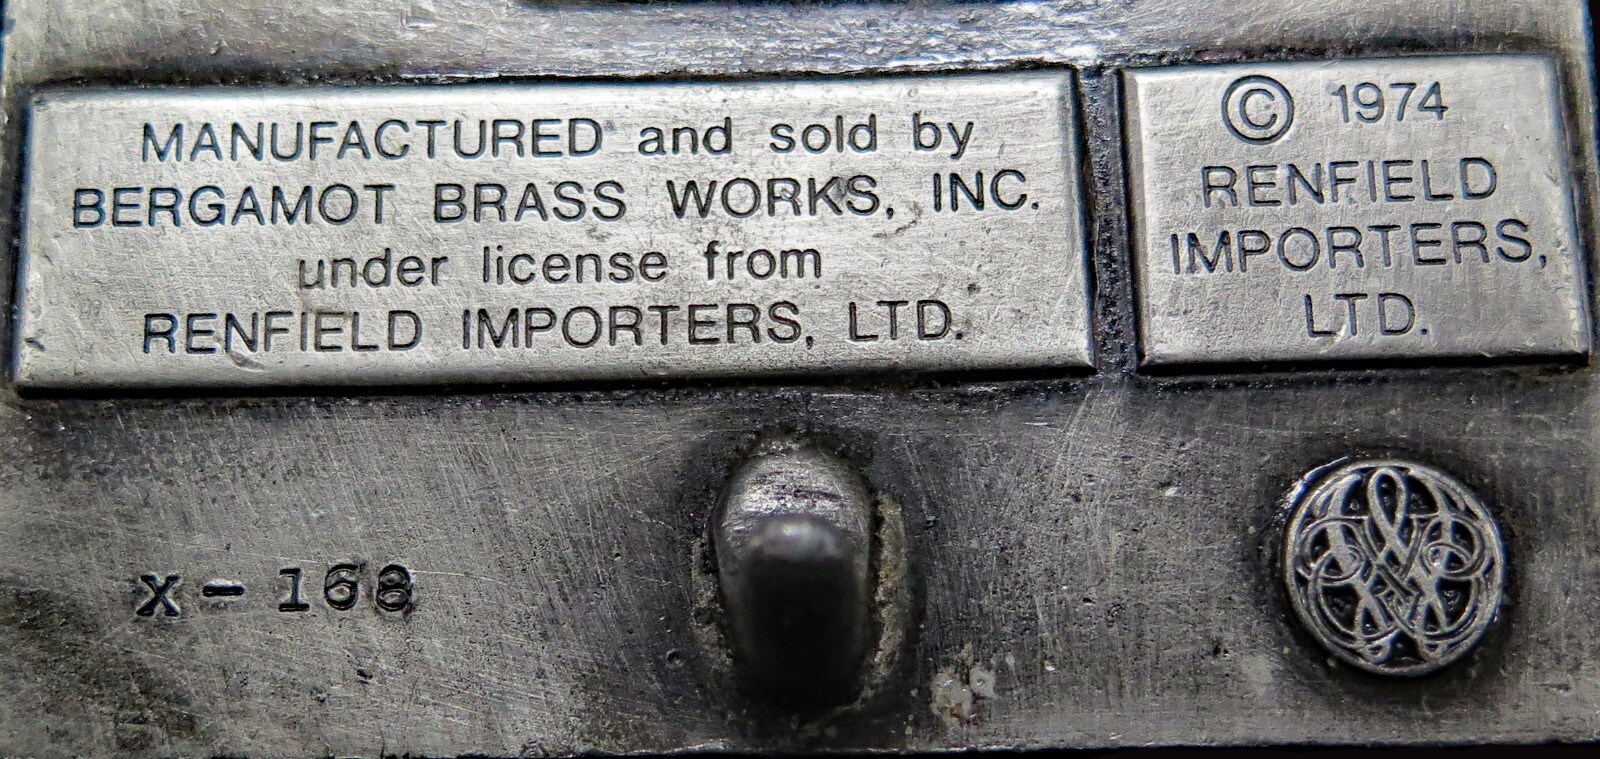 MANUFACTURED and sold by
BERGAMOT BRASS WORKS, INC.
under license from
RENFIELD IMPORTERS, LTD.
© 1974
RENFIELD
IMPORTERS,
LTD.
X-168